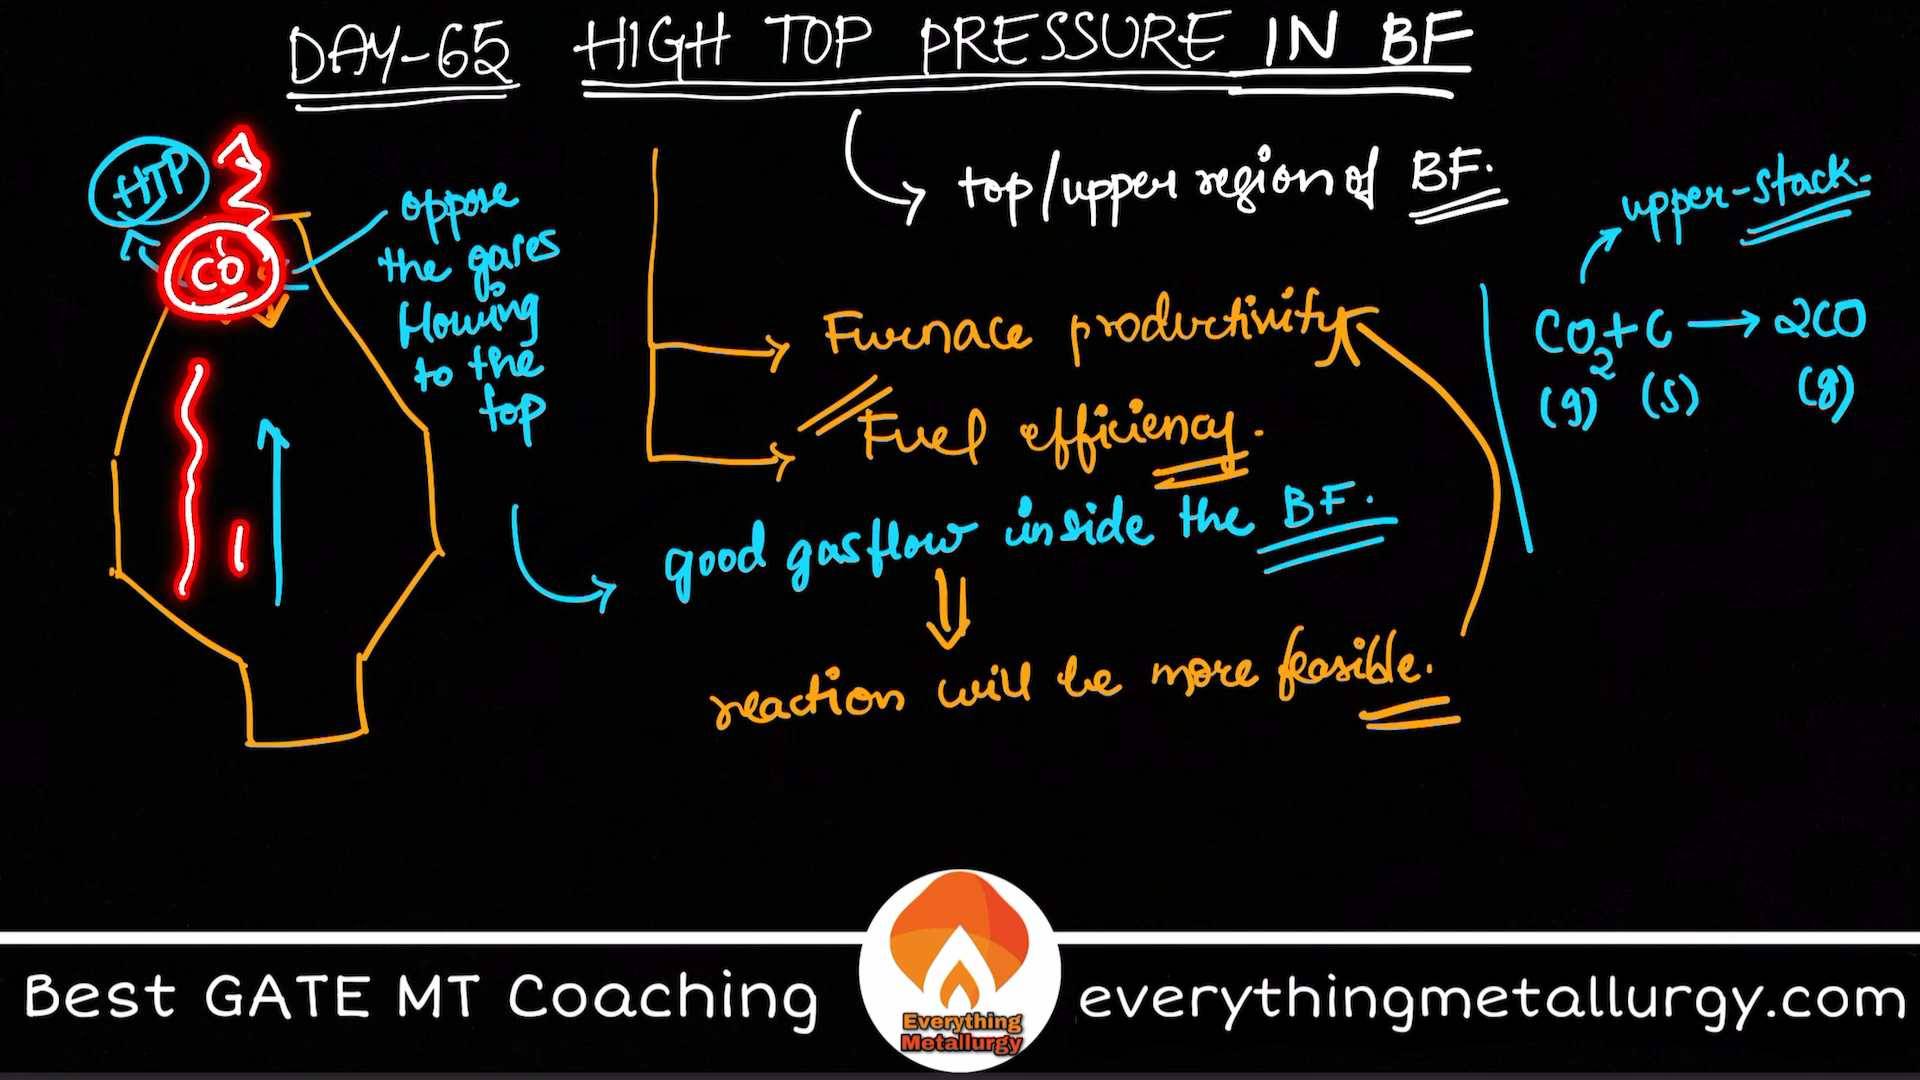 DAY-65 HIGH TOP PRESSURE IN BF
top/upper region of BF.
HTP
CO
oppose
the gases
flowing
to the
top
Furnace productivity
Fuel efficiency.
good gas flow inside the BF.
reaction will be more feasible.
upper-stack.
CO2 + C → 2CO
(g) (s) (g)
Best GATE MT Coaching
Everything
Metallurgy
everythingmetallurgy.com